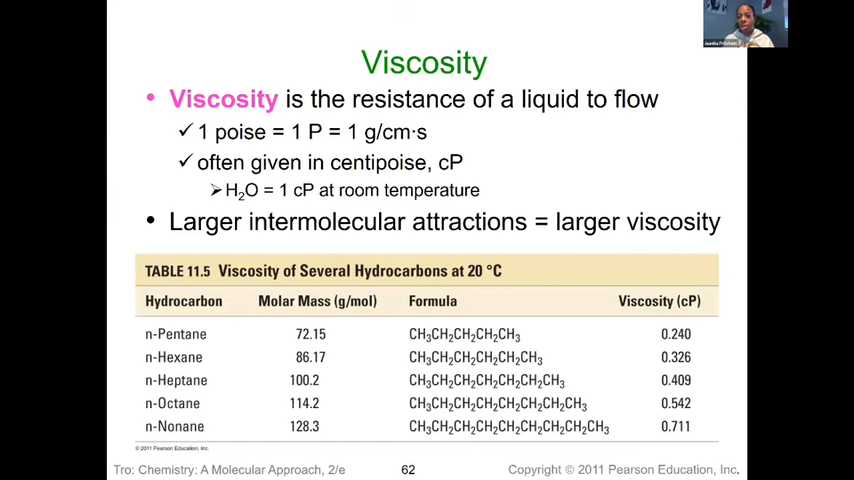 Viscosity
• Viscosity is the resistance of a liquid to flow
✓1 poise = 1 P = 1 g/cm·s
✓often given in centipoise, cP
➢H₂O = 1 cP at room temperature
• Larger intermolecular attractions = larger viscosity
TABLE 11.5 Viscosity of Several Hydrocarbons at 20 °C
Hydrocarbon Molar Mass (g/mol) Formula Viscosity (cP)
n-Pentane 72.15 CH₃CH₂CH₂CH₂CH₃ 0.240
n-Hexane 86.17 CH₃CH₂CH₂CH₂CH₂CH₃ 0.326
n-Heptane 100.2 CH₃CH₂CH₂CH₂CH₂CH₂CH₃ 0.409
n-Octane 114.2 CH₃CH₂CH₂CH₂CH₂CH₂CH₂CH₃ 0.542
n-Nonane 128.3 CH₃CH₂CH₂CH₂CH₂CH₂CH₂CH₂CH₃ 0.711
© 2011 Pearson Education, Inc.
Tro: Chemistry: A Molecular Approach, 2/e 62 Copyright © 2011 Pearson Education, Inc.